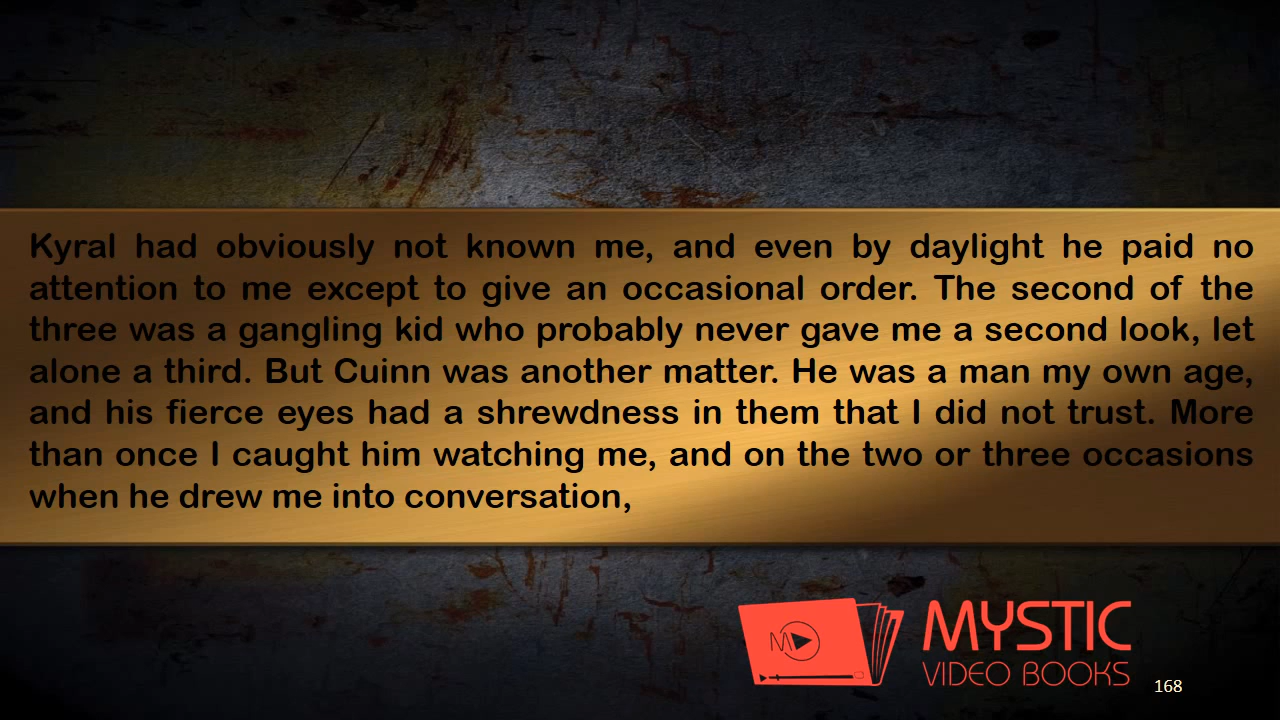 Kyral had obviously not known me, and even by daylight he paid no
attention to me except to give an occasional order. The second of the
three was a gangling kid who probably never gave me a second look, let
alone a third. But Cuinn was another matter. He was a man my own age,
and his fierce eyes had a shrewdness in them that I did not trust. More
than once I caught him watching me, and on the two or three occasions
when he drew me into conversation,
M
MYSTIC
VIDEO BOOKS
168